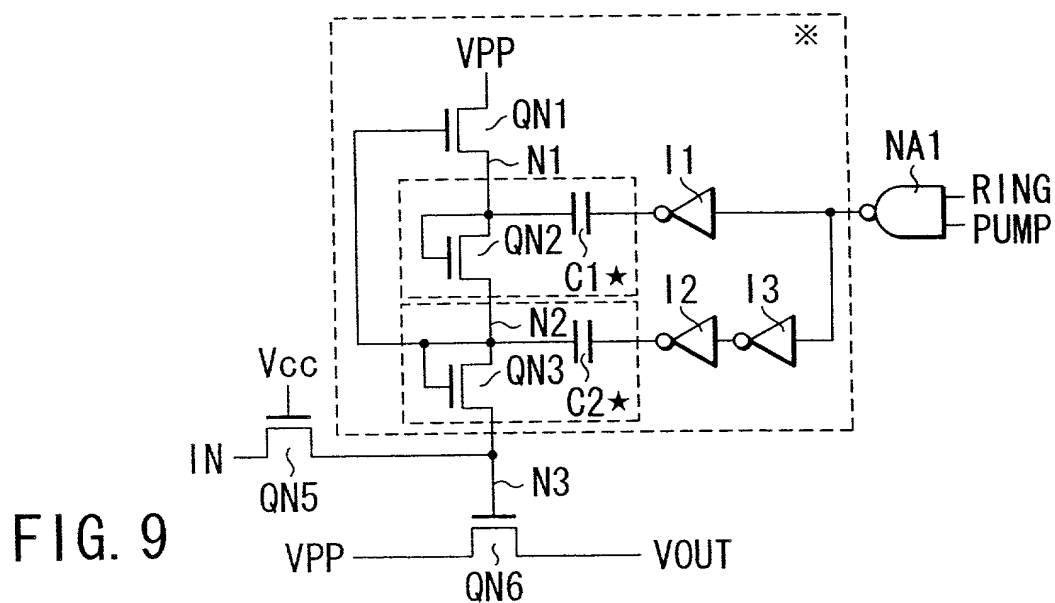 ※
VPP
QN1
N1
I1
NA1
RING
PUMP
QN2
C1★
I2
I3
N2
QN3
C2★
Vcc
IN
QN5
N3
FIG. 9
VPP
QN6
VOUT